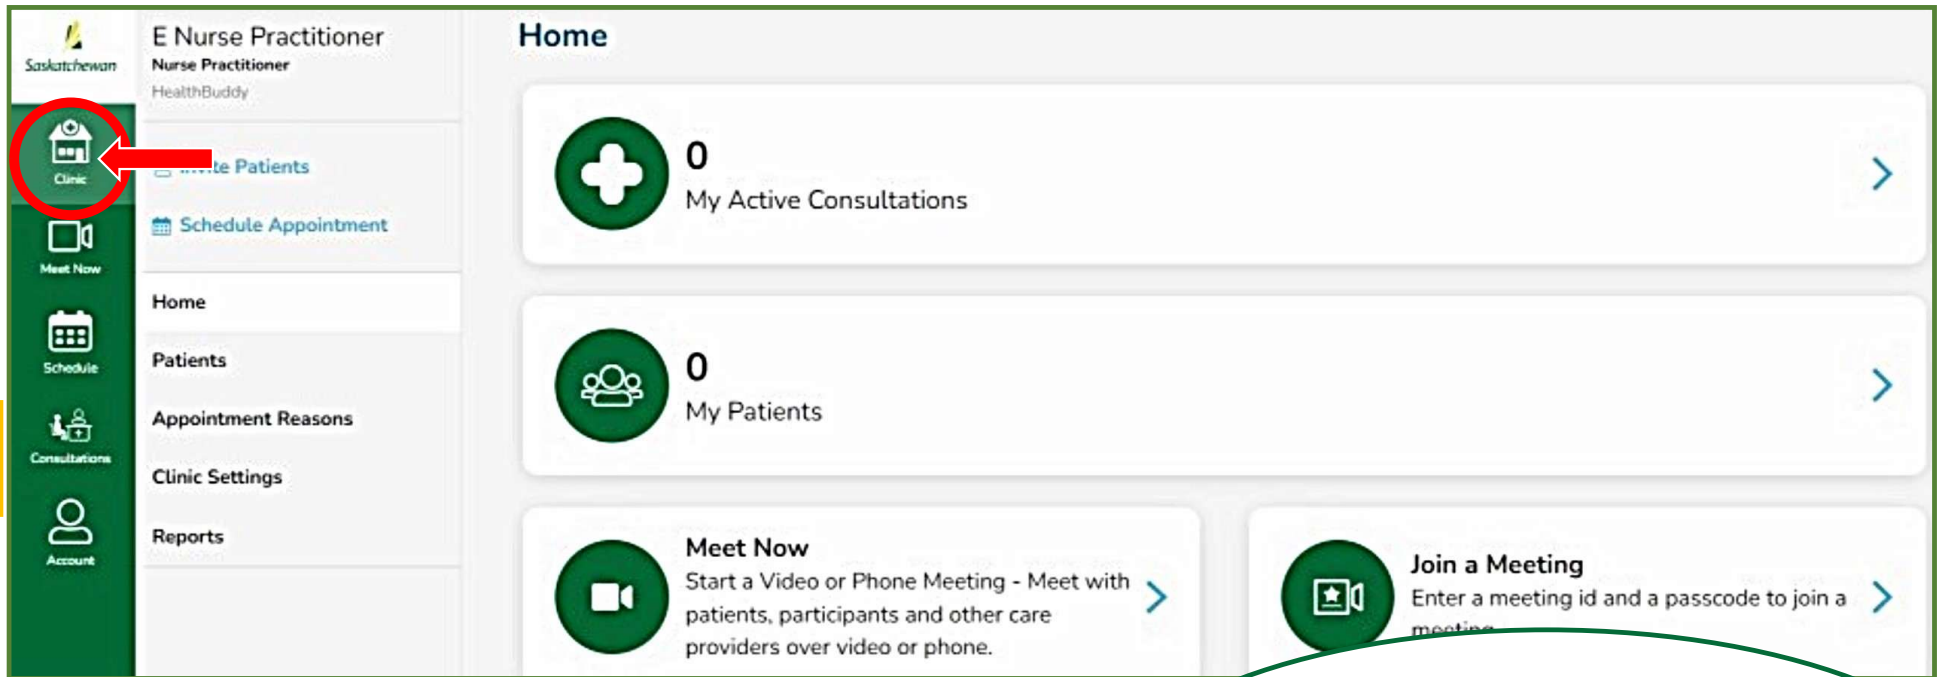 Saskatchewan
Clinic
Meet Now
Schedule
Consultations
Account
E Nurse Practitioner
Nurse Practitioner
HealthBuddy
Patients
Schedule Appointment
Home
Patients
Appointment Reasons
Clinic Settings
Reports
Home
0
My Active Consultations
0
My Patients
Meet Now
Start a Video or Phone Meeting - Meet with
patients, participants and other care
providers over video or phone.
Join a Meeting
Enter a meeting id and a passcode to join a
meeting